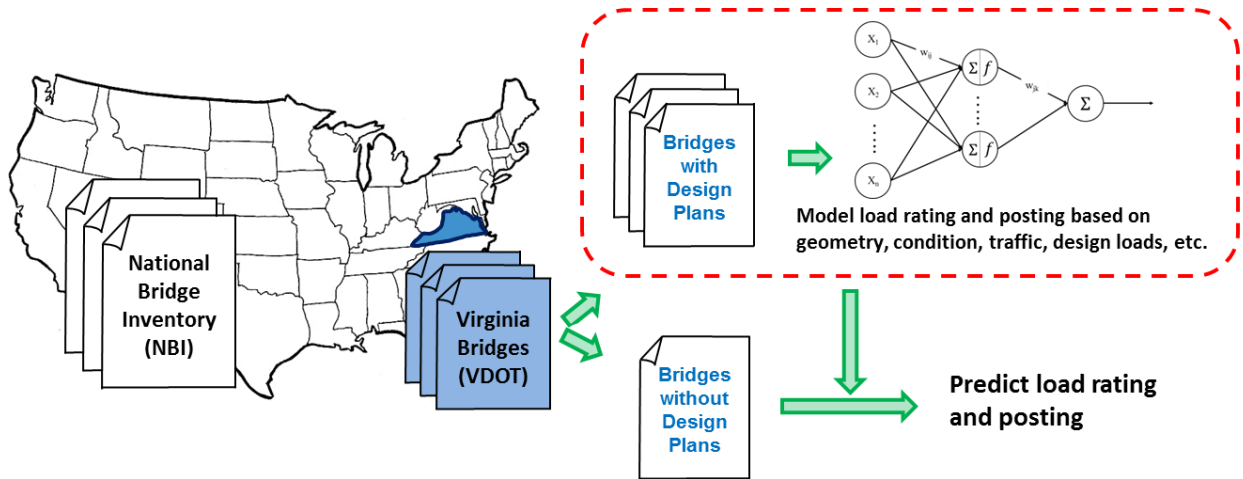 National
Bridge
Inventory
(NBI)
Virginia
Bridges
(VDOT)
Bridges
with
Design
Plans
X1
X2
Xn
wij
Σ f
Σ f
wjk
Σ
Model load rating and posting based on
geometry, condition, traffic, design loads, etc.
Bridges
without
Design
Plans
Predict load rating
and posting